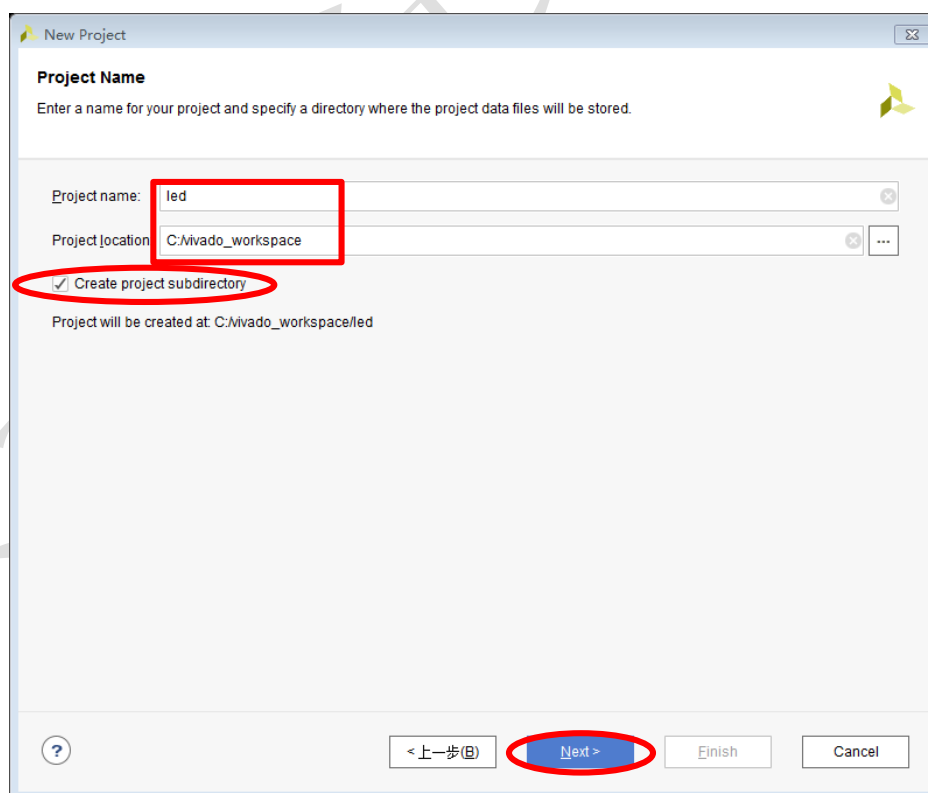 New Project
Project Name
Enter a name for your project and specify a directory where the project data files will be stored.
Project name: led
Project location C:/vivado_workspace ...
Create project subdirectory
Project will be created at: C:/vivado_workspace/led
? <上一步(B) Next > Finish Cancel